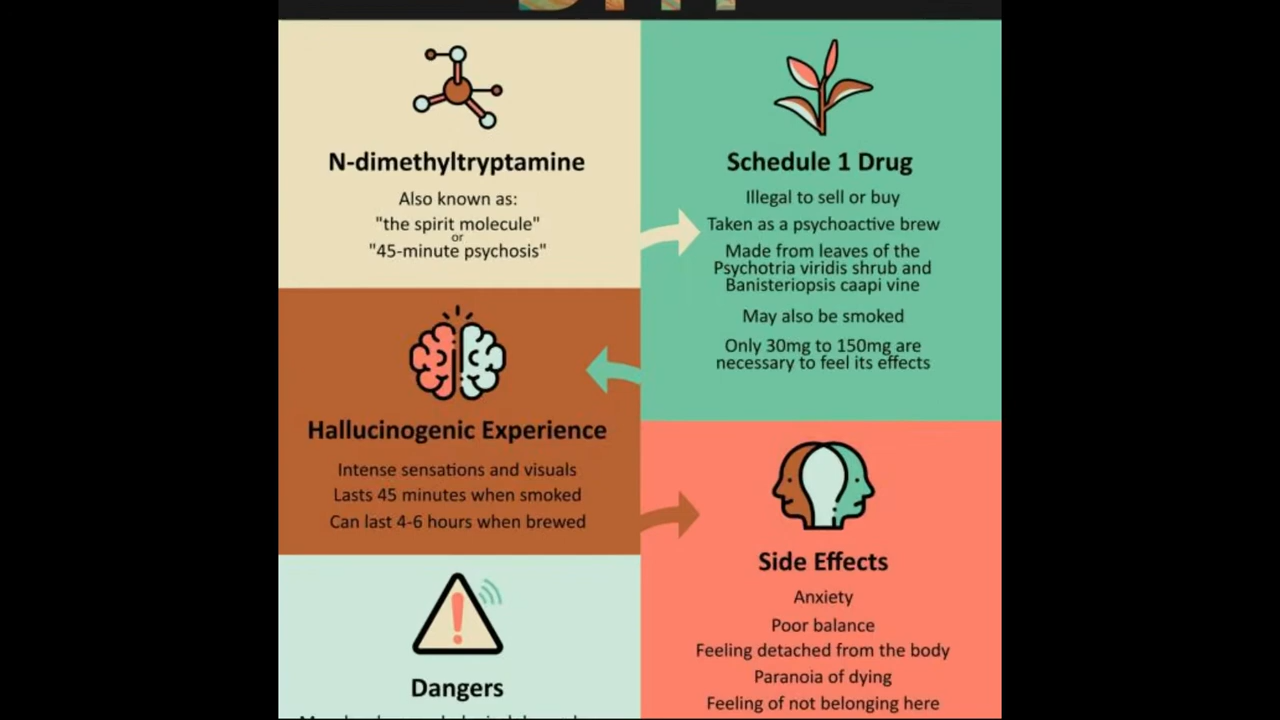 N-dimethyltryptamine
Also known as:
"the spirit molecule"
or
"45-minute psychosis"
Schedule 1 Drug
Illegal to sell or buy
Taken as a psychoactive brew
Made from leaves of the
Psychotria viridis shrub and
Banisteriopsis caapi vine
May also be smoked
Only 30mg to 150mg are
necessary to feel its effects
Hallucinogenic Experience
Intense sensations and visuals
Lasts 45 minutes when smoked
Can last 4-6 hours when brewed
Side Effects
Anxiety
Poor balance
Feeling detached from the body
Paranoia of dying
Feeling of not belonging here
Dangers